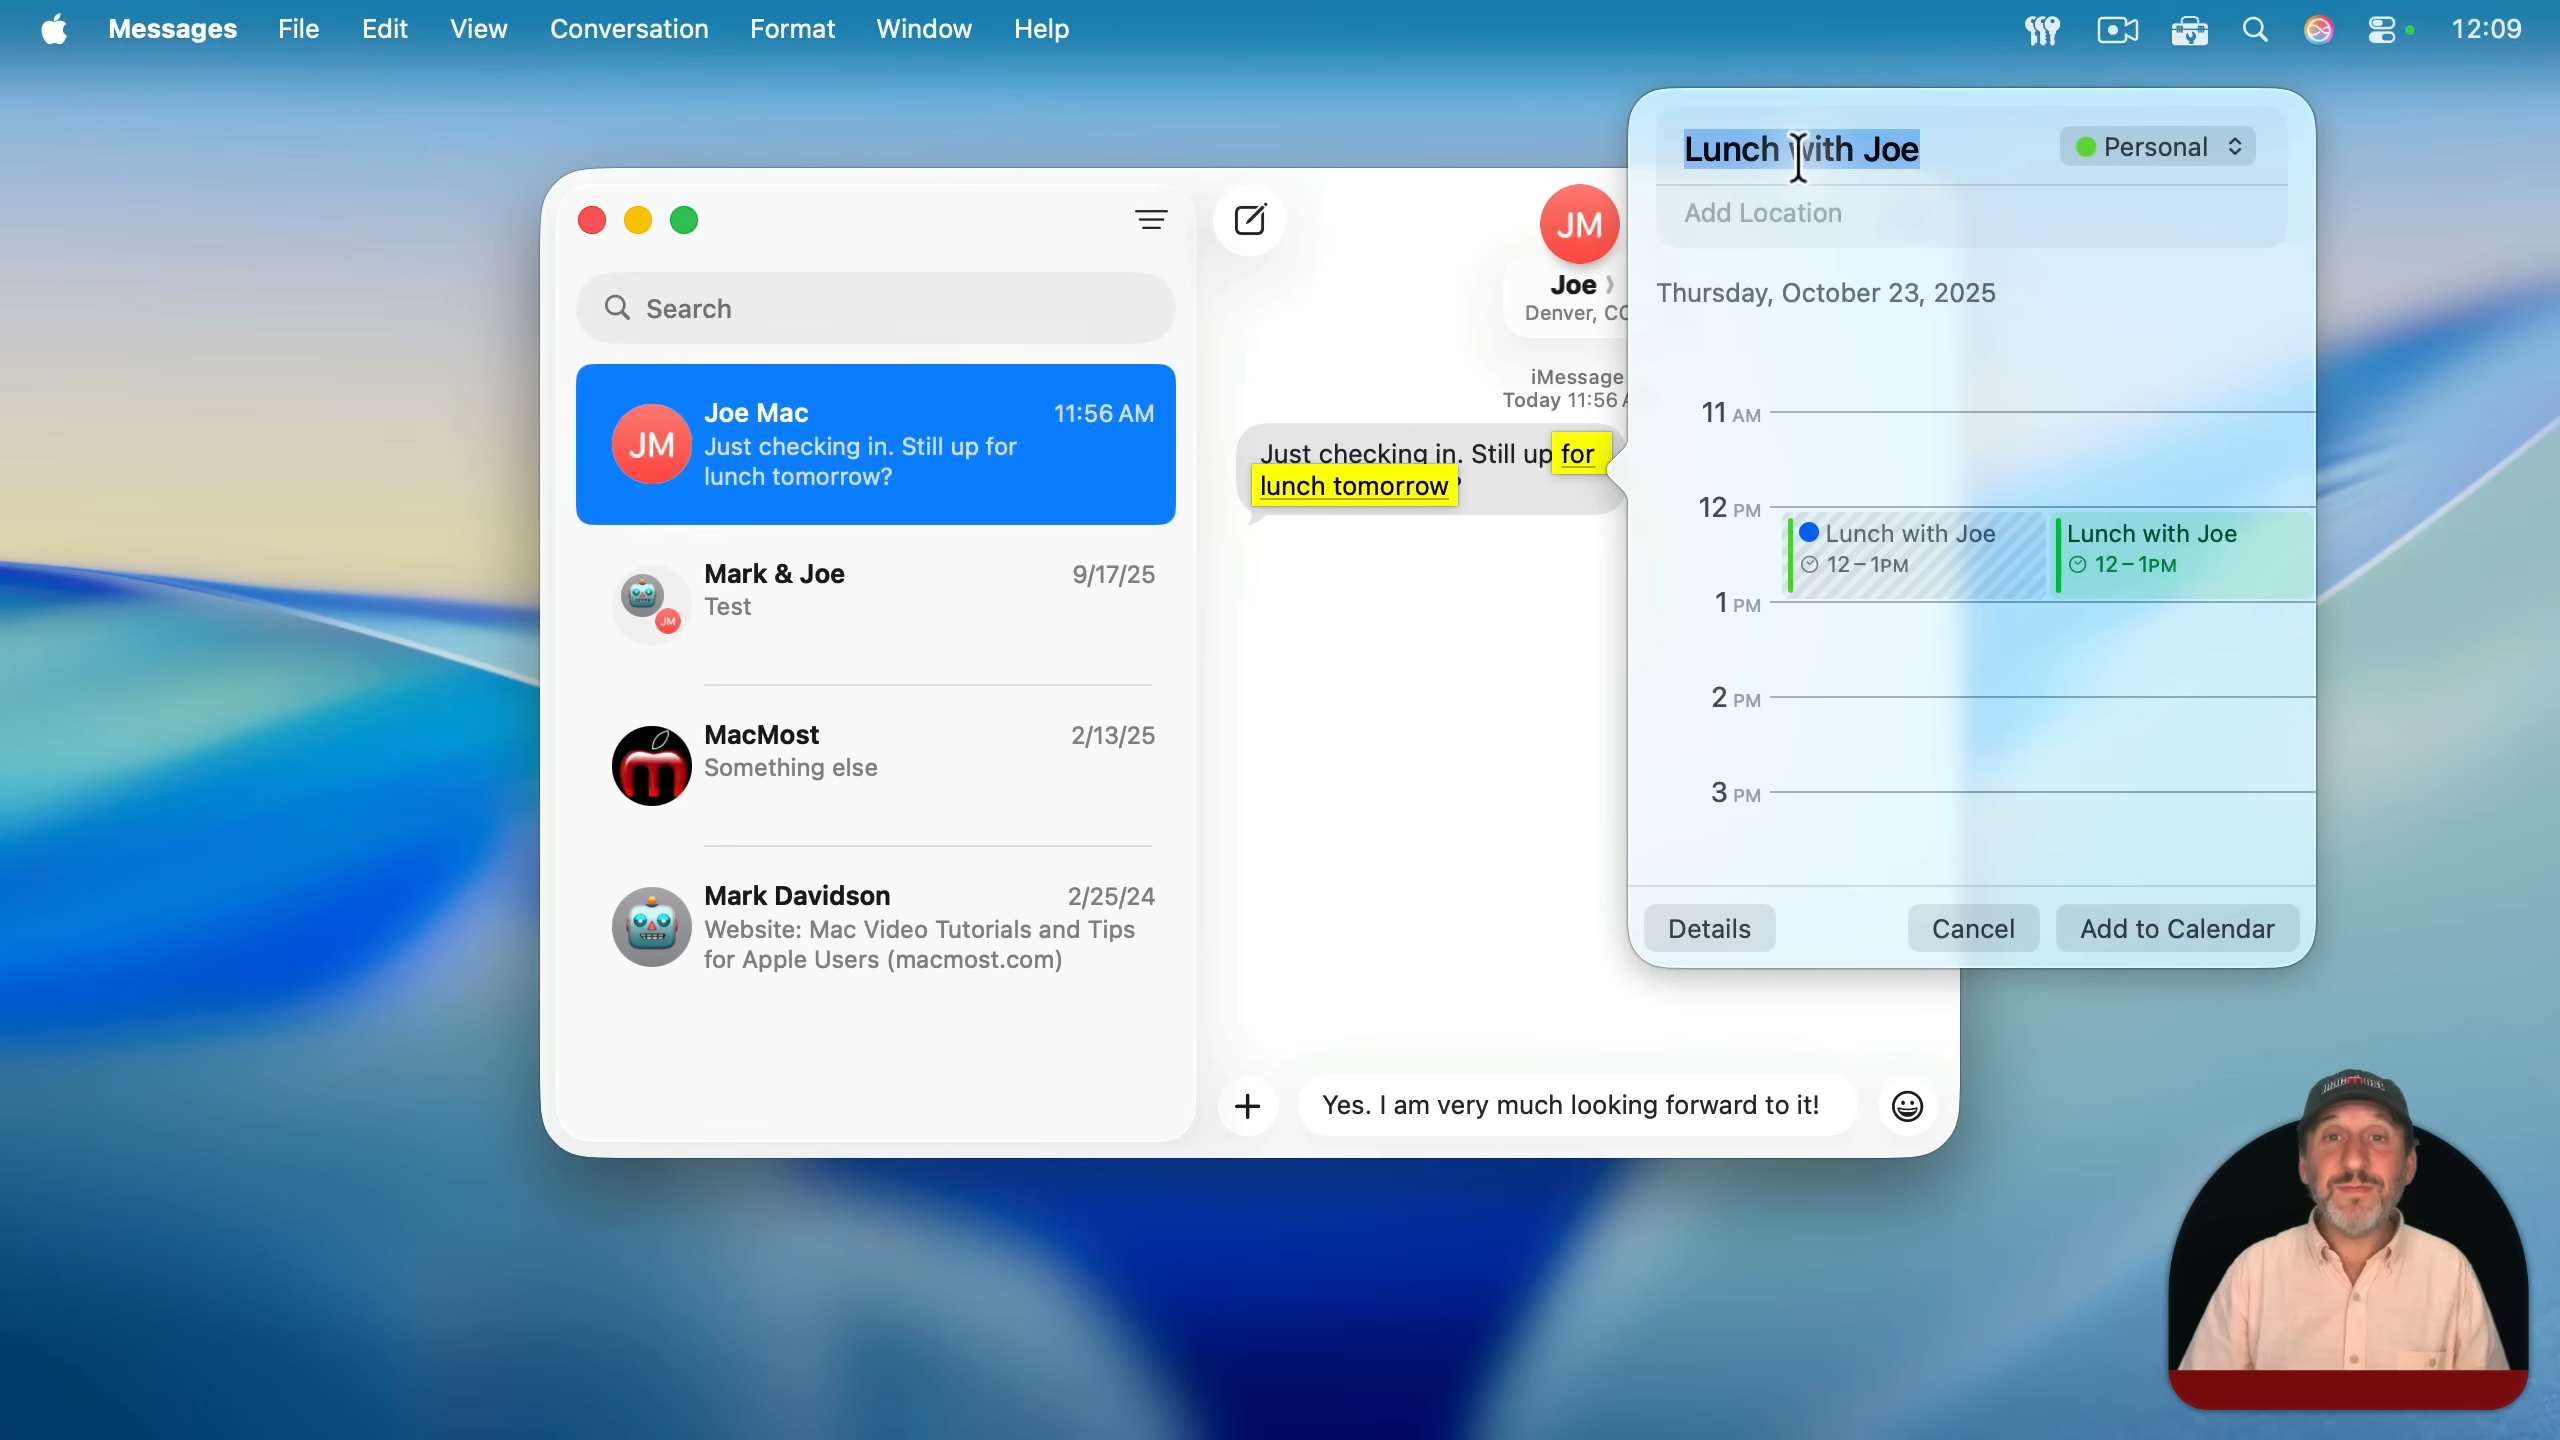 Messages File Edit View Conversation Format Window Help 12:09
Search
Joe Mac 11:56 AM
JM
Just checking in. Still up for
lunch tomorrow?
Mark & Joe 9/17/25
Test
JM
MacMost 2/13/25
Something else
Mark Davidson 2/25/24
Website: Mac Video Tutorials and Tips
for Apple Users (macmost.com)
JM
Joe
Denver, CO
iMessage
Today 11:56 A
Just checking in. Still up for
lunch tomorrow?
Yes. I am very much looking forward to it!
Lunch with Joe Personal
Add Location
Thursday, October 23, 2025
11 AM
12 PM
Lunch with Joe Lunch with Joe
12 – 1PM 12 – 1PM
1 PM
2 PM
3 PM
Details Cancel Add to Calendar